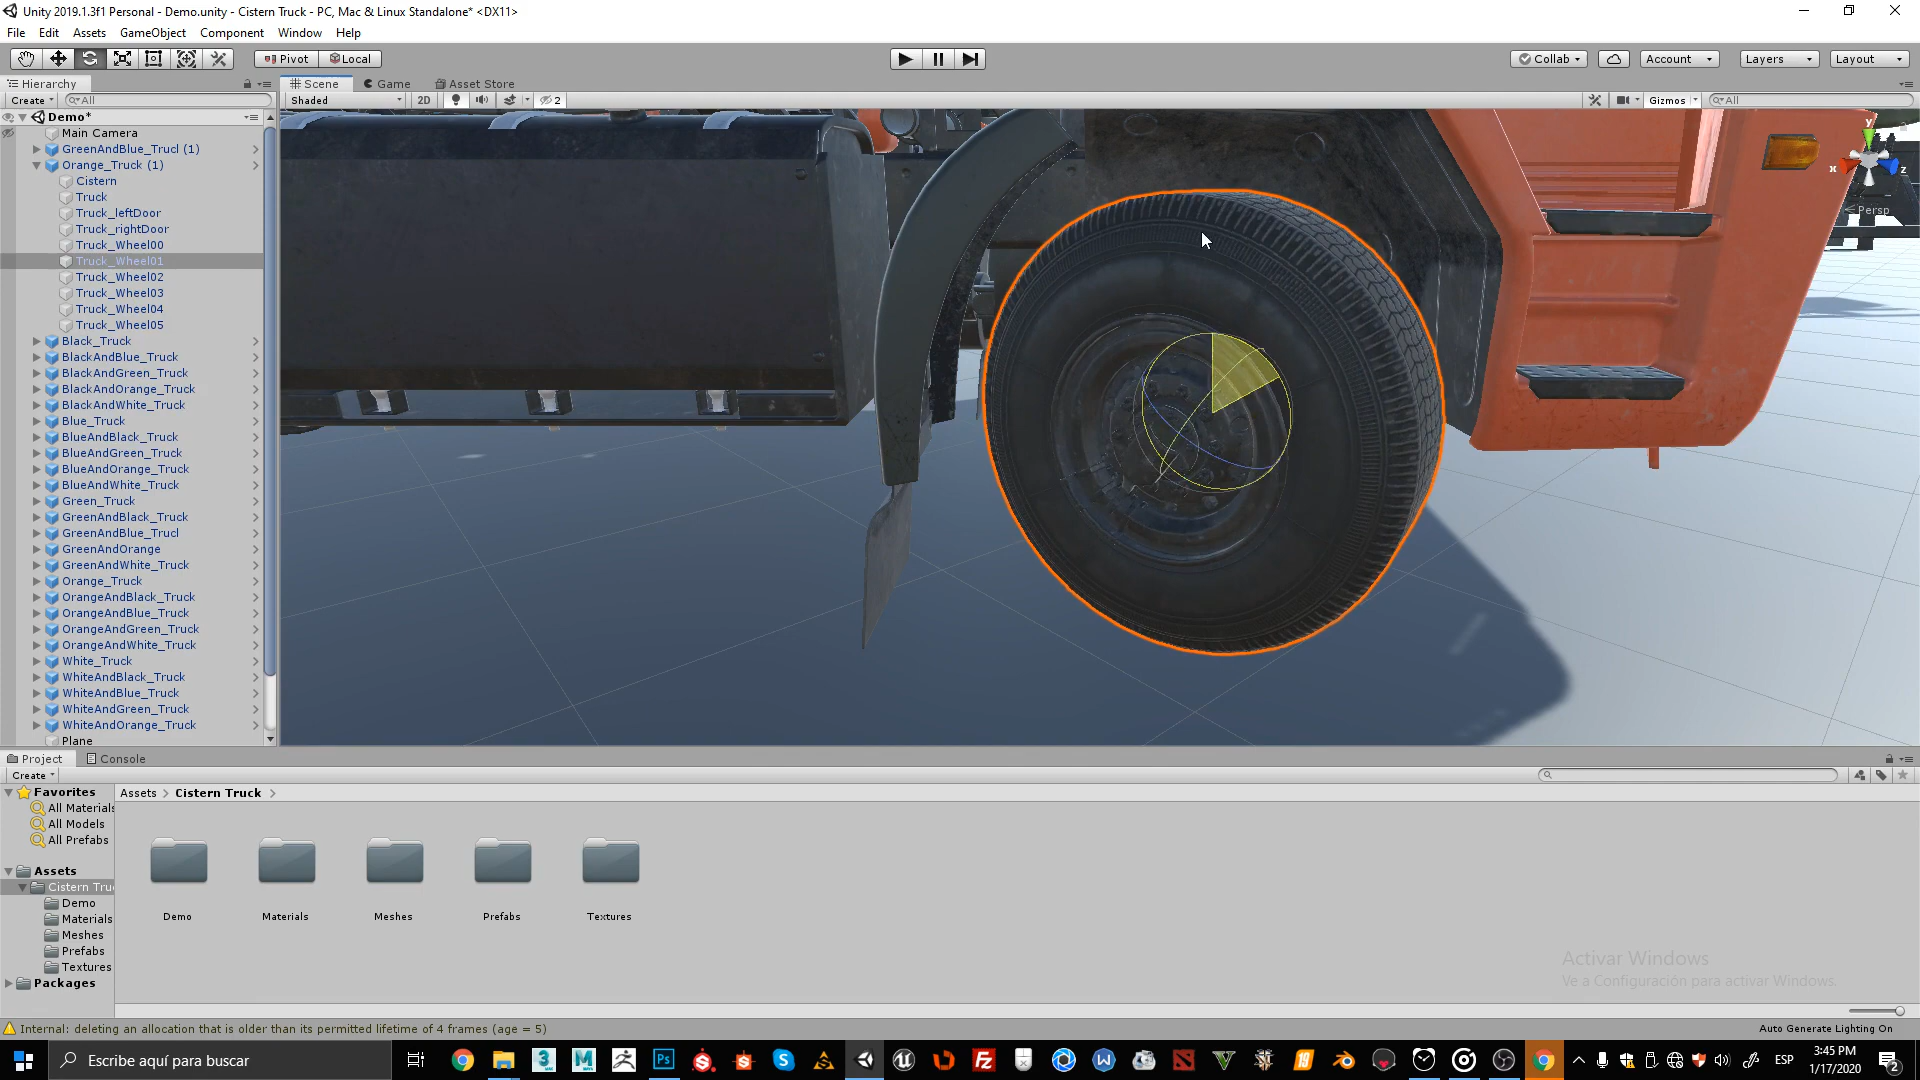 Unity 2019.1.3f1 Personal - Demo.unity - Cistern Truck - PC, Mac & Linux Standalone* <DX11>
File Edit Assets GameObject Component Window Help
Pivot Local Collab Account Layers Layout
Hierarchy Scene Game Asset Store
Create All Shaded 2D 2 Gizmos All
Demo*
Main Camera
GreenAndBlue_Trucl (1)
Orange_Truck (1)
Cistern
Truck
Truck_leftDoor
Truck_rightDoor
Truck_Wheel00
Truck_Wheel01
Truck_Wheel02
Truck_Wheel03
Truck_Wheel04
Truck_Wheel05
Black_Truck
BlackAndBlue_Truck
BlackAndGreen_Truck
BlackAndOrange_Truck
BlackAndWhite_Truck
Blue_Truck
BlueAndBlack_Truck
BlueAndGreen_Truck
BlueAndOrange_Truck
BlueAndWhite_Truck
Green_Truck
GreenAndBlack_Truck
GreenAndBlue_Trucl
GreenAndOrange
GreenAndWhite_Truck
Orange_Truck
OrangeAndBlack_Truck
OrangeAndBlue_Truck
OrangeAndGreen_Truck
OrangeAndWhite_Truck
White_Truck
WhiteAndBlack_Truck
WhiteAndBlue_Truck
WhiteAndGreen_Truck
WhiteAndOrange_Truck
Plane
y
x
z
Persp
Project Console
Create
Favorites
All Materials
All Models
All Prefabs
Assets
Cistern Tru
Demo
Materials
Meshes
Prefabs
Textures
Packages
Assets > Cistern Truck >
Demo Materials Meshes Prefabs Textures
Activar Windows
Ve a Configuración para activar Windows.
Internal: deleting an allocation that is older than its permitted lifetime of 4 frames (age = 5)
Auto Generate Lighting On
Escribe aquí para buscar
ESP
3:45 PM
1/17/2020
2